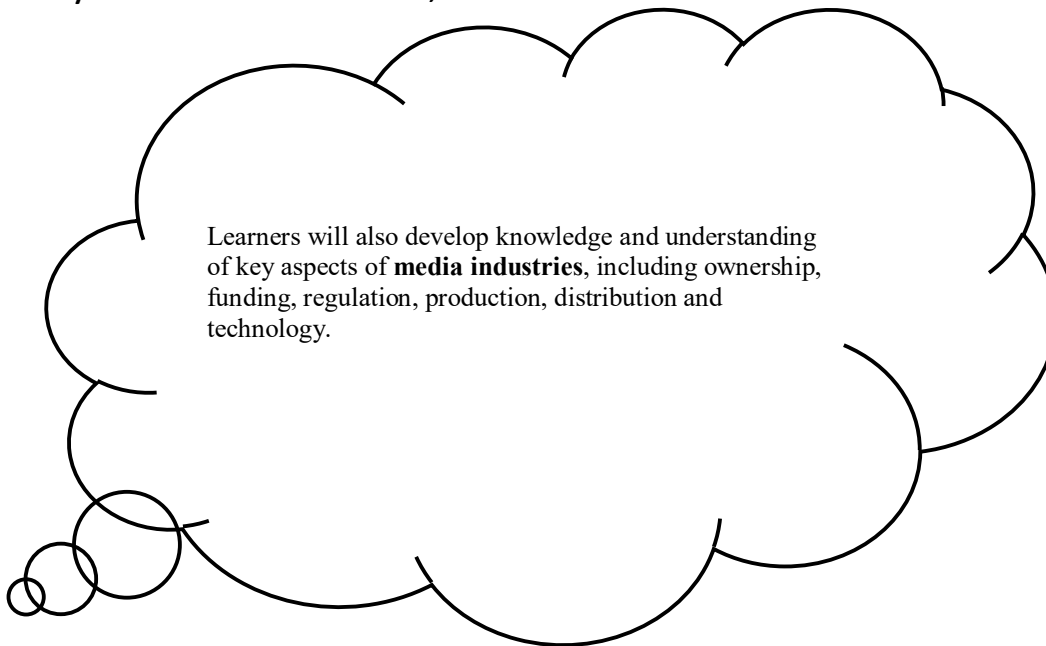 Learners will also develop knowledge and understanding
of key aspects of media industries, including ownership,
funding, regulation, production, distribution and
technology.